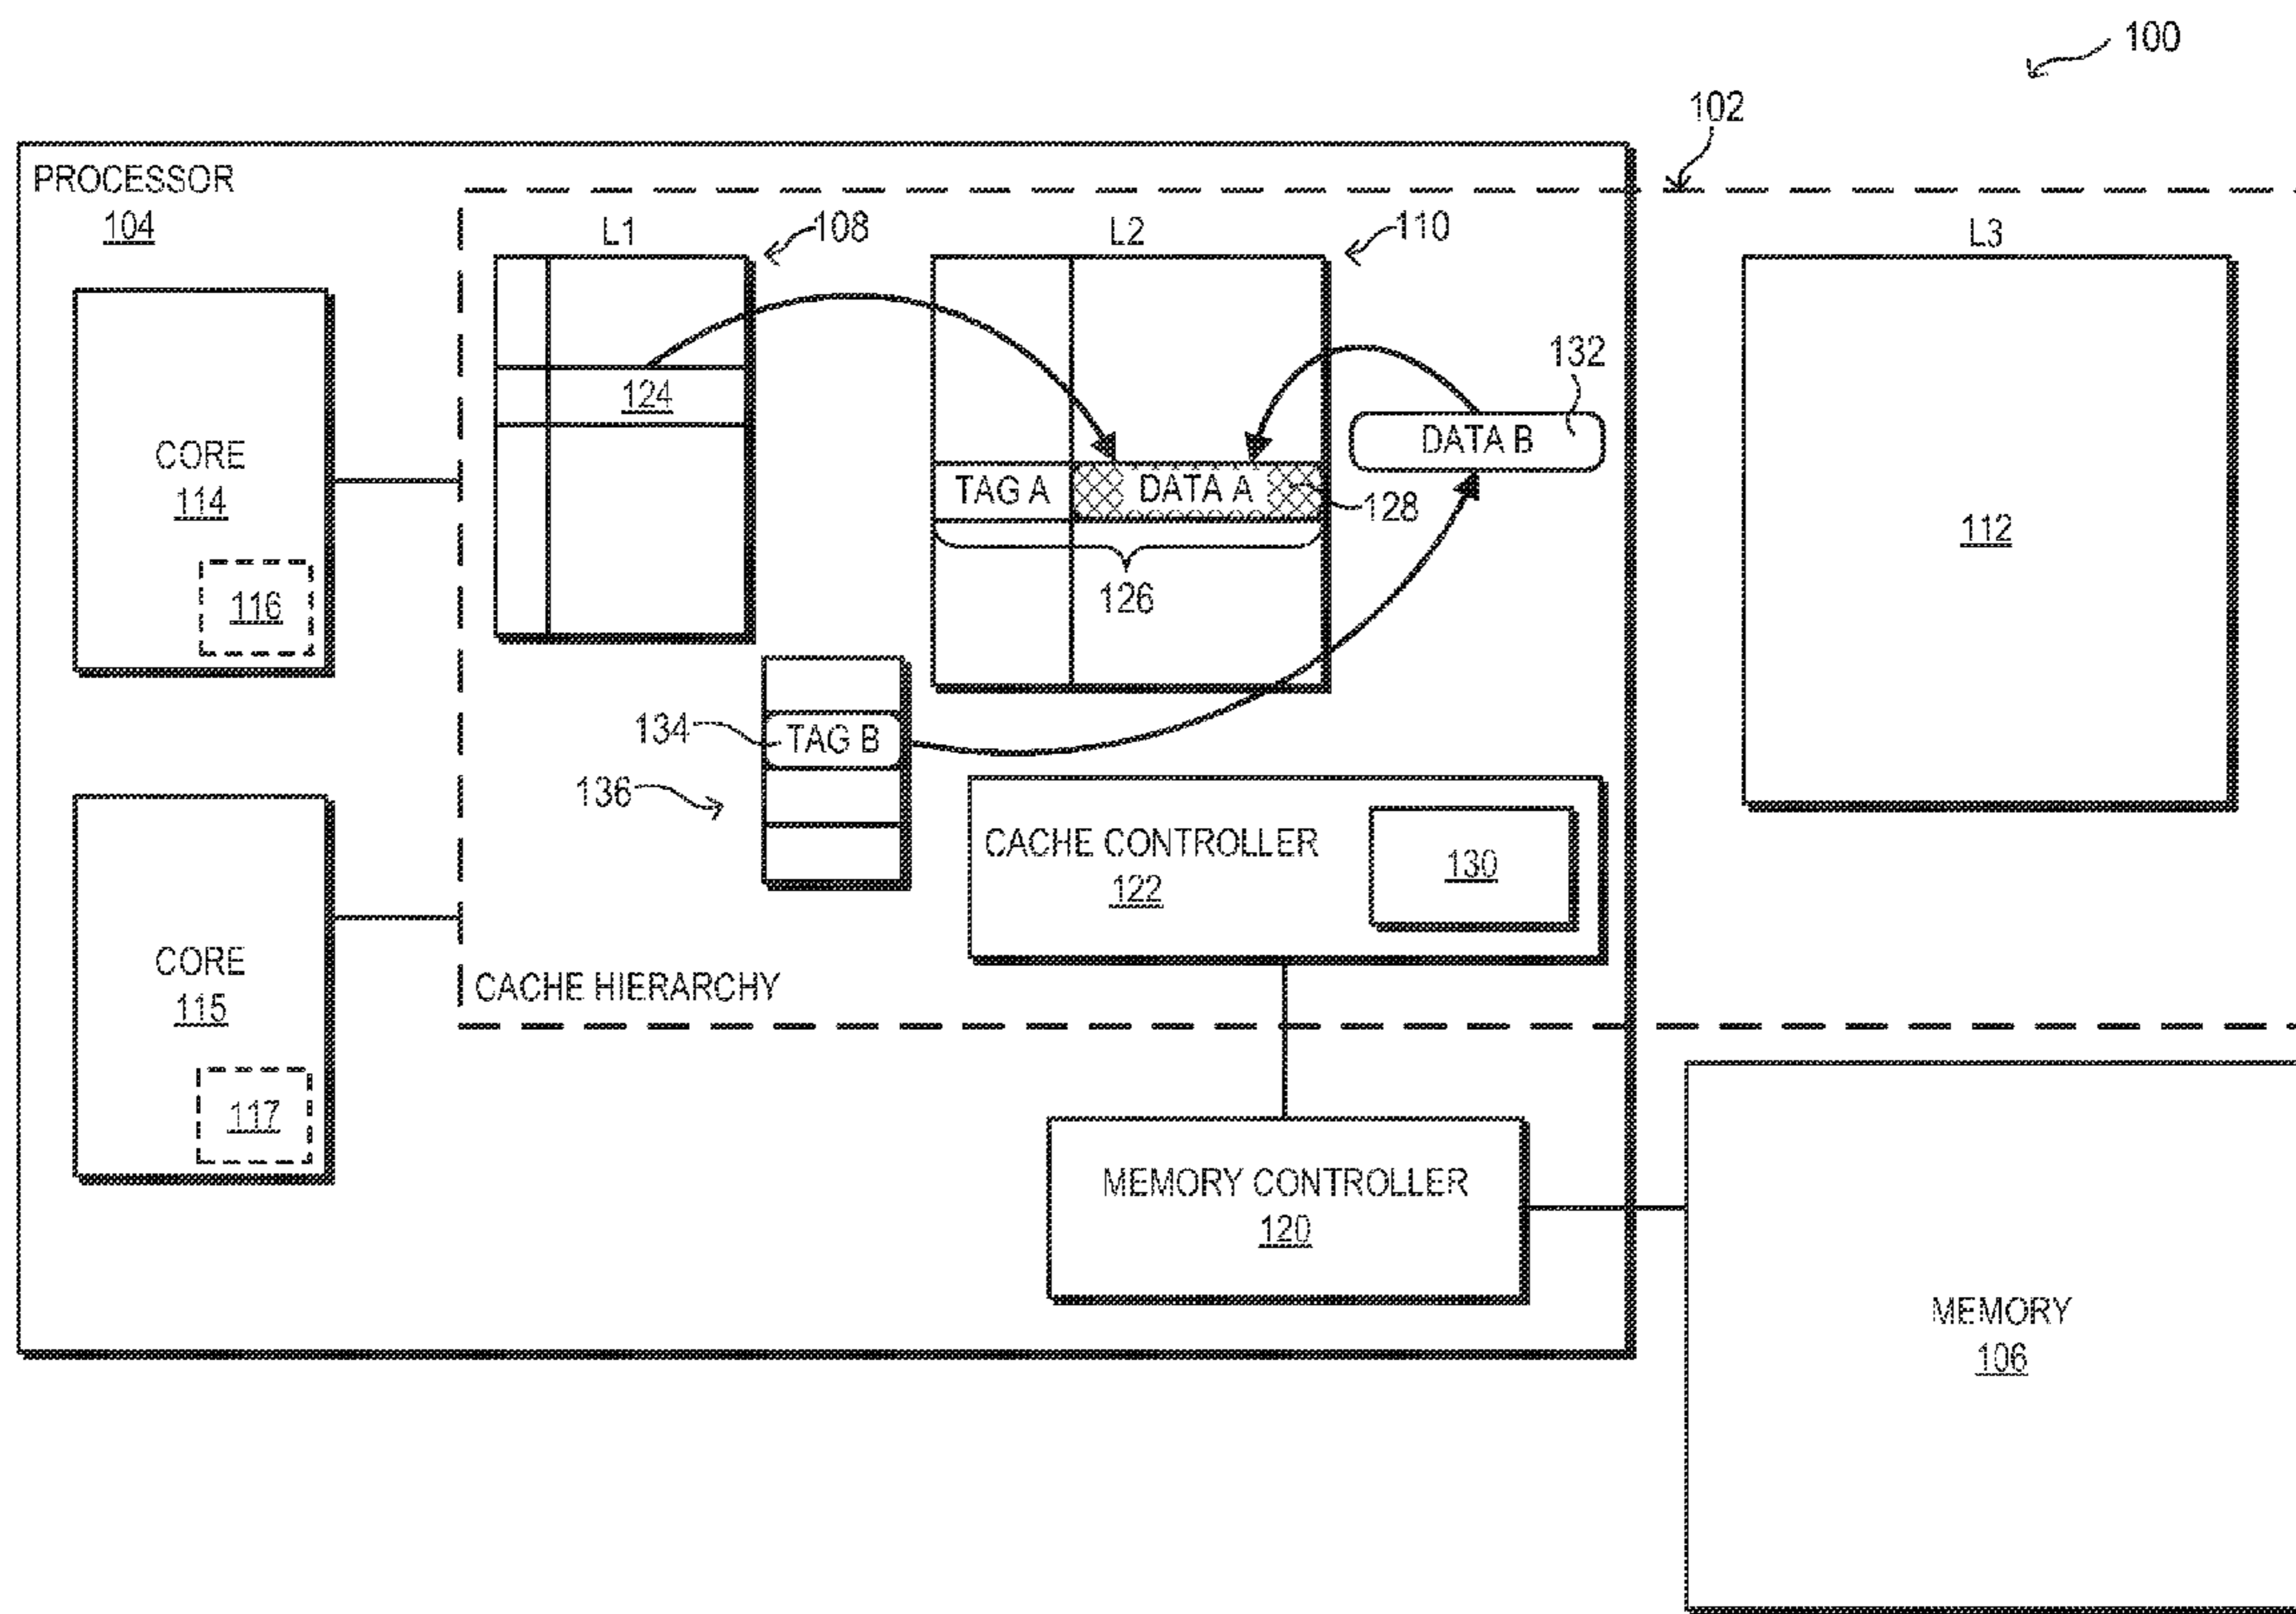 100
102
PROCESSOR
104
L1
108
L2
110
L3
124
132
DATA B
CORE
114
TAG A
DATA A
128
112
116
126
134
TAG B
136
CACHE CONTROLLER
122
130
CORE
115
CACHE HIERARCHY
117
MEMORY CONTROLLER
120
MEMORY
106